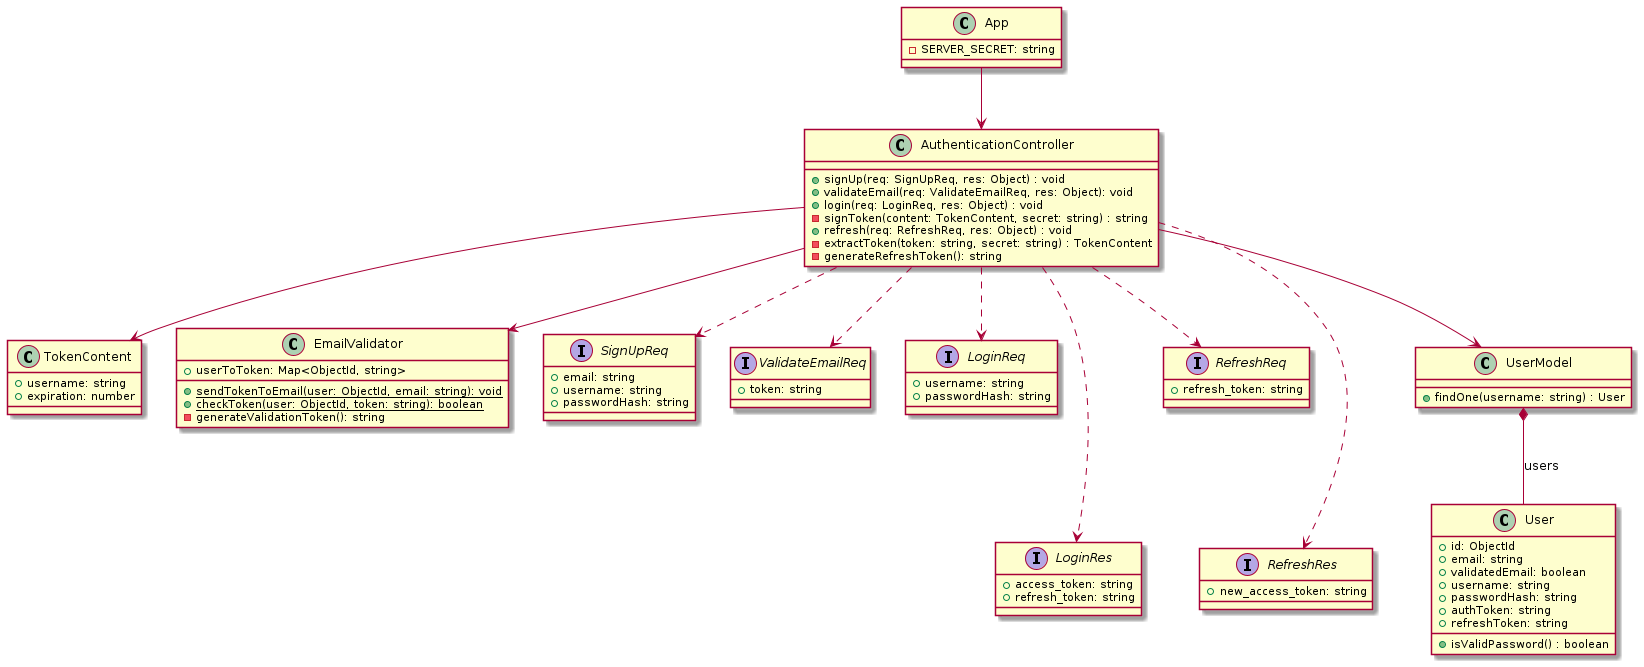 C App
SERVER_SECRET: string
C AuthenticationController
signUp(req: SignUpReq, res: Object) : void
validateEmail(req: ValidateEmailReq, res: Object): void
login(req: LoginReq, res: Object) : void
signToken(content: TokenContent, secret: string) : string
refresh(req: RefreshReq, res: Object) : void
extractToken(token: string, secret: string) : TokenContent
generateRefreshToken(): string
C TokenContent
username: string
expiration: number
C EmailValidator
userToToken: Map<ObjectId, string>
sendTokenToEmail(user: ObjectId, email: string): void
checkToken(user: ObjectId, token: string): boolean
generateValidationToken(): string
I SignUpReq
email: string
username: string
passwordHash: string
I ValidateEmailReq
token: string
I LoginReq
username: string
passwordHash: string
I RefreshReq
refresh_token: string
C UserModel
findOne(username: string) : User
users
I LoginRes
access_token: string
refresh_token: string
I RefreshRes
new_access_token: string
C User
id: ObjectId
email: string
validatedEmail: boolean
username: string
passwordHash: string
authToken: string
refreshToken: string
isValidPassword() : boolean